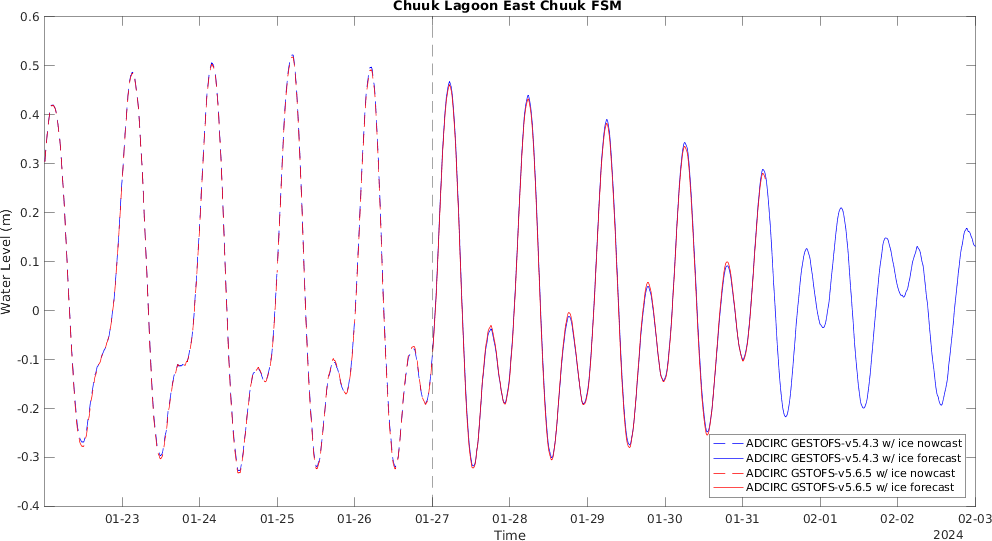 Chuuk Lagoon East Chuuk FSM
0.6
0.5
0.4
0.3
0.2
0.1
0
-0.1
-0.2
-0.3
-0.4
Water Level (m)
ADCIRC GESTOFS-v5.4.3 w/ ice nowcast
ADCIRC GESTOFS-v5.4.3 w/ ice forecast
ADCIRC GSTOFS-v5.6.5 w/ ice nowcast
ADCIRC GSTOFS-v5.6.5 w/ ice forecast
01-23 01-24 01-25 01-26 01-27 01-28 01-29 01-30 01-31 02-01 02-02 02-03
Time
2024